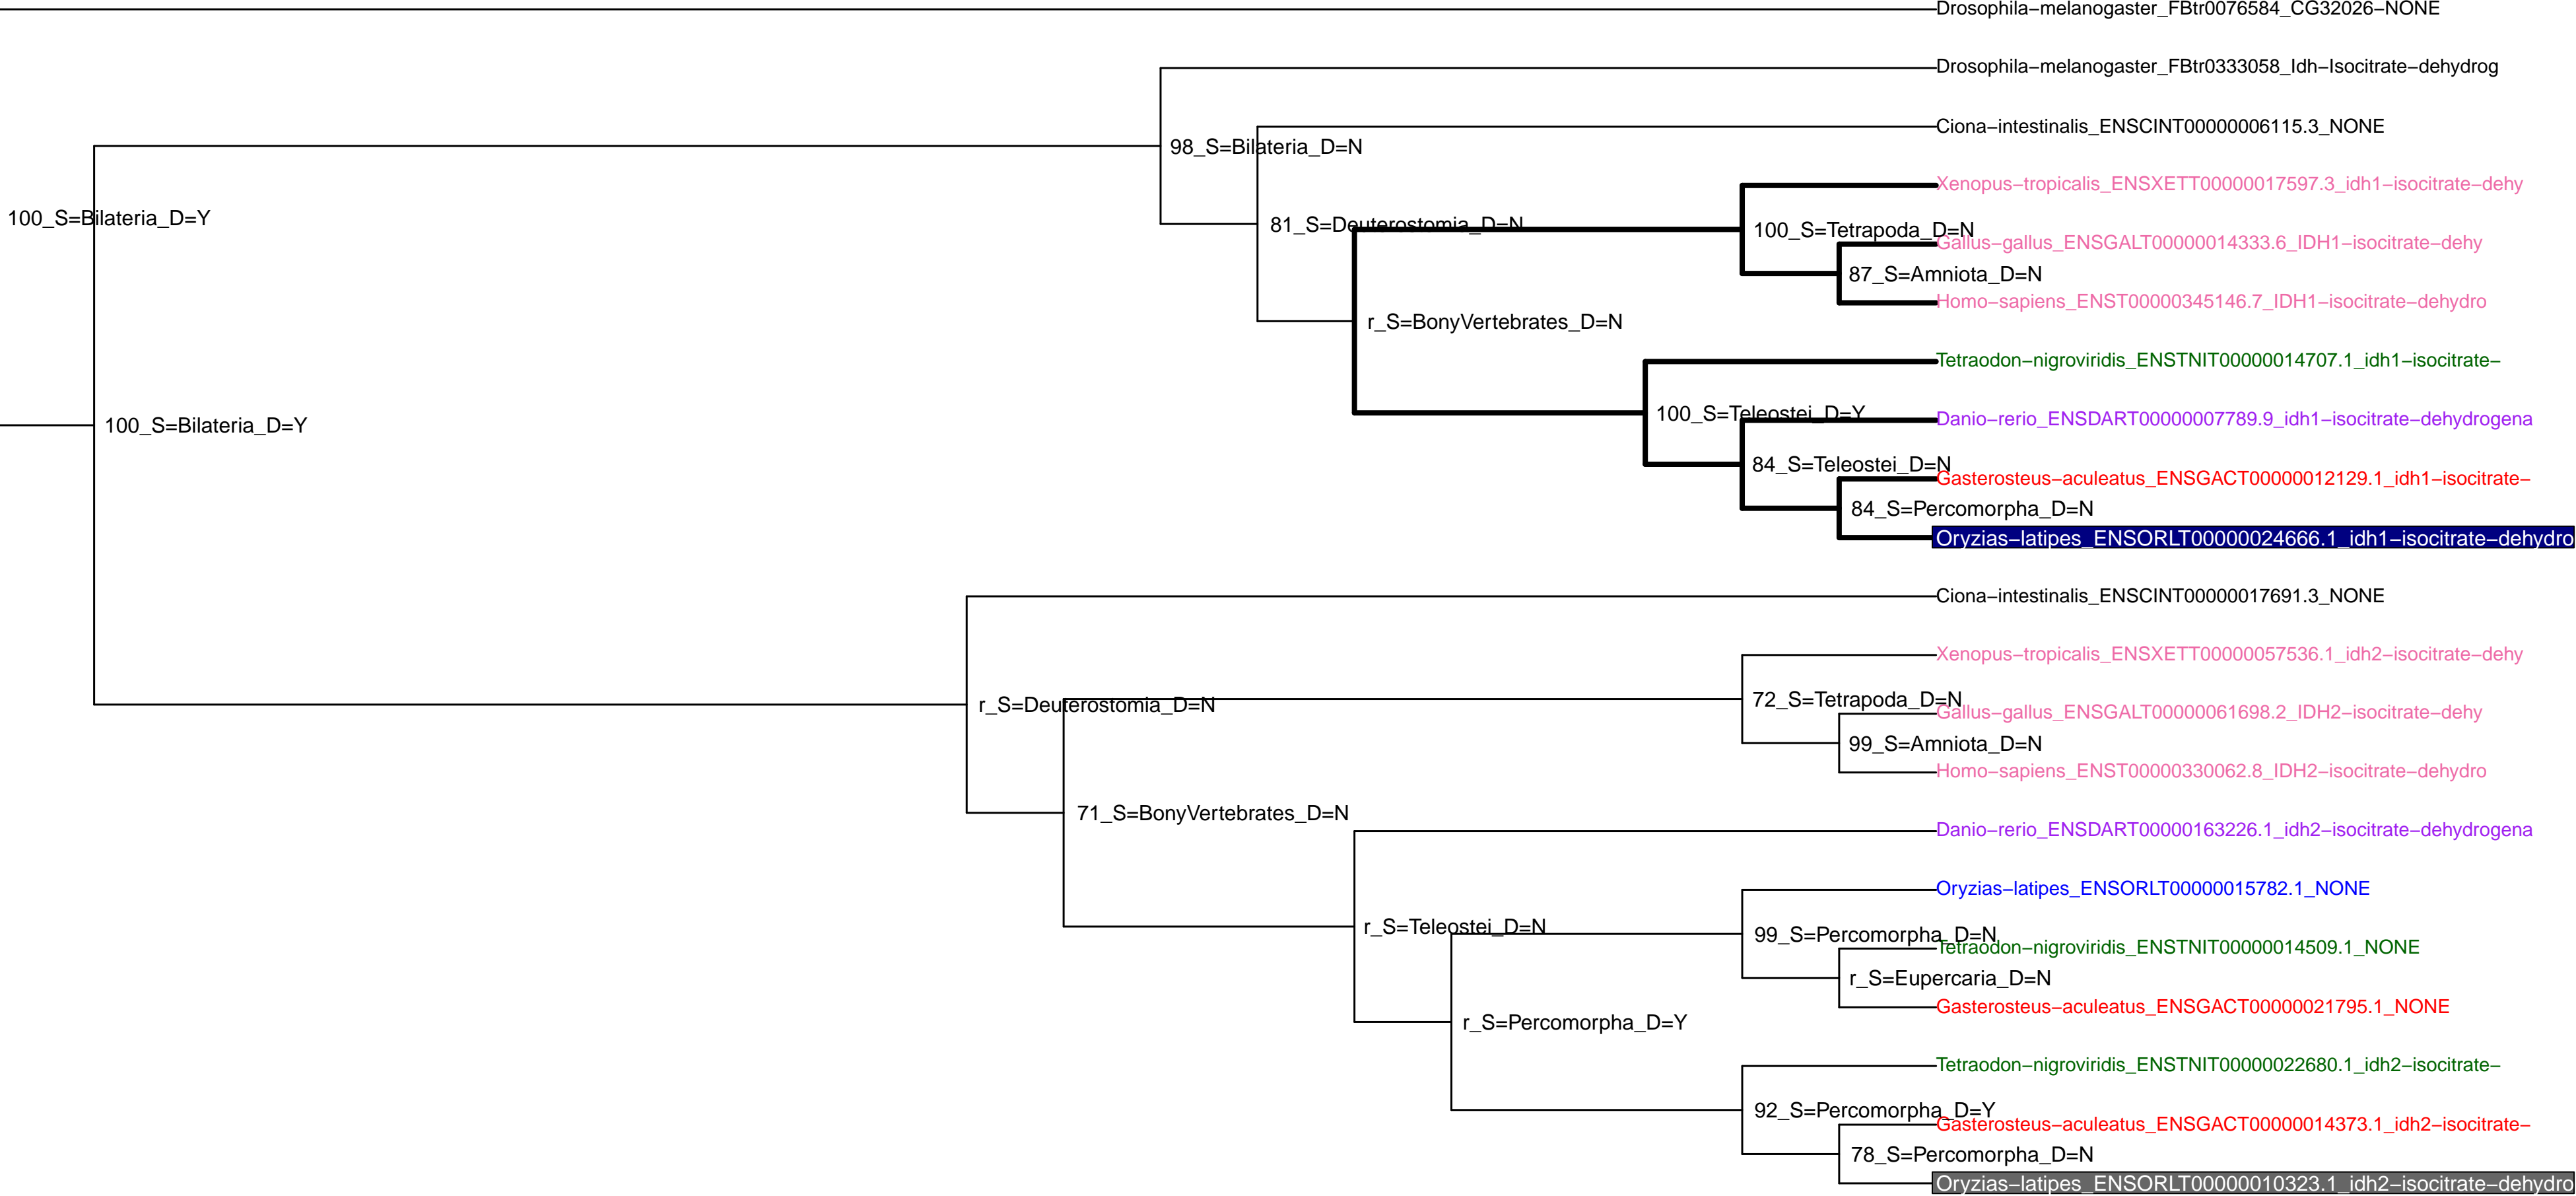 Drosophila−melanogaster_FBtr0076584_CG32026−NONE
Drosophila−melanogaster_FBtr0333058_Idh−Isocitrate−dehydrog
Ciona−intestinalis_ENSCINT00000006115.3_NONE
98_S=Bilateria_D=N
Xenopus−tropicalis_ENSXETT00000017597.3_idh1−isocitrate−dehy
100_S=Bilateria_D=Y
81_S=Deuterostomia_D=N
100_S=Tetrapoda_D=N
Gallus−gallus_ENSGALT00000014333.6_IDH1−isocitrate−dehy
87_S=Amniota_D=N
Homo−sapiens_ENST00000345146.7_IDH1−isocitrate−dehydro
r_S=BonyVertebrates_D=N
Tetraodon−nigroviridis_ENSTNIT00000014707.1_idh1−isocitrate−
100_S=Teleostei_D=Y
Danio−rerio_ENSDART00000007789.9_idh1−isocitrate−dehydrogena
100_S=Bilateria_D=Y
84_S=Teleostei_D=N
Gasterosteus−aculeatus_ENSGACT00000012129.1_idh1−isocitrate−
84_S=Percomorpha_D=N
Oryzias−latipes_ENSORLT00000024666.1_idh1−isocitrate−dehydro
Ciona−intestinalis_ENSCINT00000017691.3_NONE
Xenopus−tropicalis_ENSXETT00000057536.1_idh2−isocitrate−dehy
r_S=Deuterostomia_D=N
72_S=Tetrapoda_D=N
Gallus−gallus_ENSGALT00000061698.2_IDH2−isocitrate−dehy
99_S=Amniota_D=N
Homo−sapiens_ENST00000330062.8_IDH2−isocitrate−dehydro
71_S=BonyVertebrates_D=N
Danio−rerio_ENSDART00000163226.1_idh2−isocitrate−dehydrogena
Oryzias−latipes_ENSORLT00000015782.1_NONE
r_S=Teleostei_D=N
99_S=Percomorpha_D=N
Tetraodon−nigroviridis_ENSTNIT00000014509.1_NONE
r_S=Eupercaria_D=N
Gasterosteus−aculeatus_ENSGACT00000021795.1_NONE
r_S=Percomorpha_D=Y
Tetraodon−nigroviridis_ENSTNIT00000022680.1_idh2−isocitrate−
92_S=Percomorpha_D=Y
Gasterosteus−aculeatus_ENSGACT00000014373.1_idh2−isocitrate−
78_S=Percomorpha_D=N
Oryzias−latipes_ENSORLT00000010323.1_idh2−isocitrate−dehydro